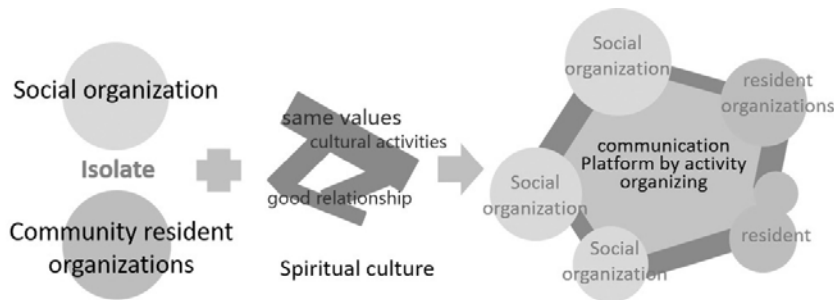 Social organization
Isolate
Community resident
organizations
same values
cultural activities
good relationship
Spiritual culture
Social
organization
resident
organizations
communication
Platform by activity
organizing
Social
organization
resident
Social
organization